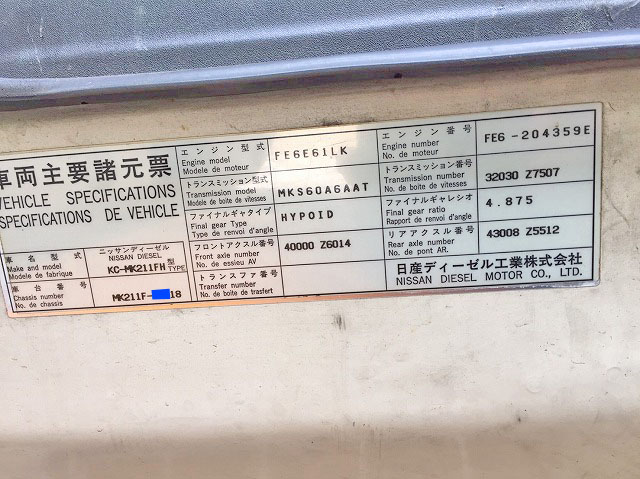 車両主要諸元票
VEHICLE SPECIFICATIONS
SPECIFICATIONS DE VEHICLE
車名型式
Make and model
Modele de fabrique
ニッサンディーゼル
NISSAN DIESEL
KC-MK211FH
型
TYPE
車台番号
Chassis number
No. de chassis
MK211F- 18
エンジン型式
Engine model
Modele de moteur
FE6E61LK
トランスミッション型式
Transmission model
Modele de boite de vitesses
MKS60A6AAT
ファイナルギヤタイプ
Final gear Type
Type de renvoi d'angle
HYPOID
フロントアクスル番号
Front axle number
No. de essieu AV
40000 Z6014
トランスファ番号
Transfer number
No. de boite de trasfert
エンジン番号
Engine number
No. de moteur
FE6 -204359E
トランスミッション番号
Transmission number
No. de boite de vitesses
32030 Z7507
ファイナルギャレシオ
Final gear ratio
Rapport de renvoi d'angle
4.875
リアアクスル番号
Rear axle number
No. de pont AR.
43008 Z5512
日産ディーゼル工業株式会社
NISSAN DIESEL MOTOR CO., LTD.